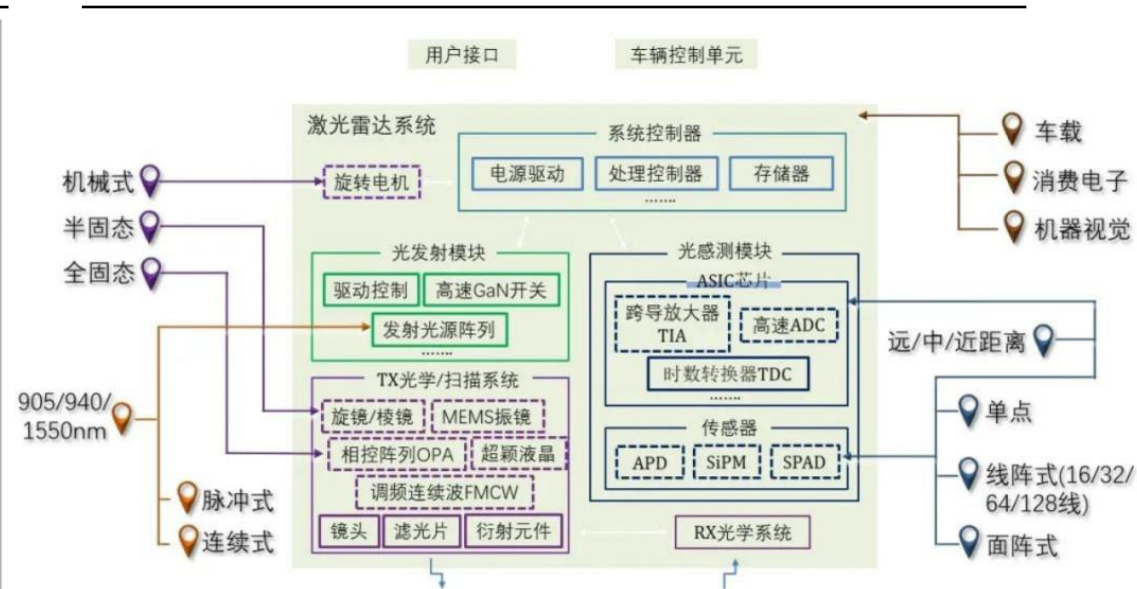 用户接口
车辆控制单元
激光雷达系统
系统控制器
电源驱动
处理控制器
存储器
.......
旋转电机
机械式
半固态
全固态
车载
消费电子
机器视觉
光发射模块
驱动控制
高速GaN开关
发射光源阵列
.......
光感测模块
ASIC芯片
跨导放大器
TIA
高速ADC
时数转换器TDC
.......
传感器
APD
SiPM
SPAD
TX光学/扫描系统
旋镜/棱镜
MEMS振镜
相控阵列OPA
超颖液晶
调频连续波FMCW
镜头
滤光片
衍射元件
RX光学系统
905/940/
1550nm
脉冲式
连续式
远/中/近距离
单点
线阵式(16/32/
64/128线)
面阵式